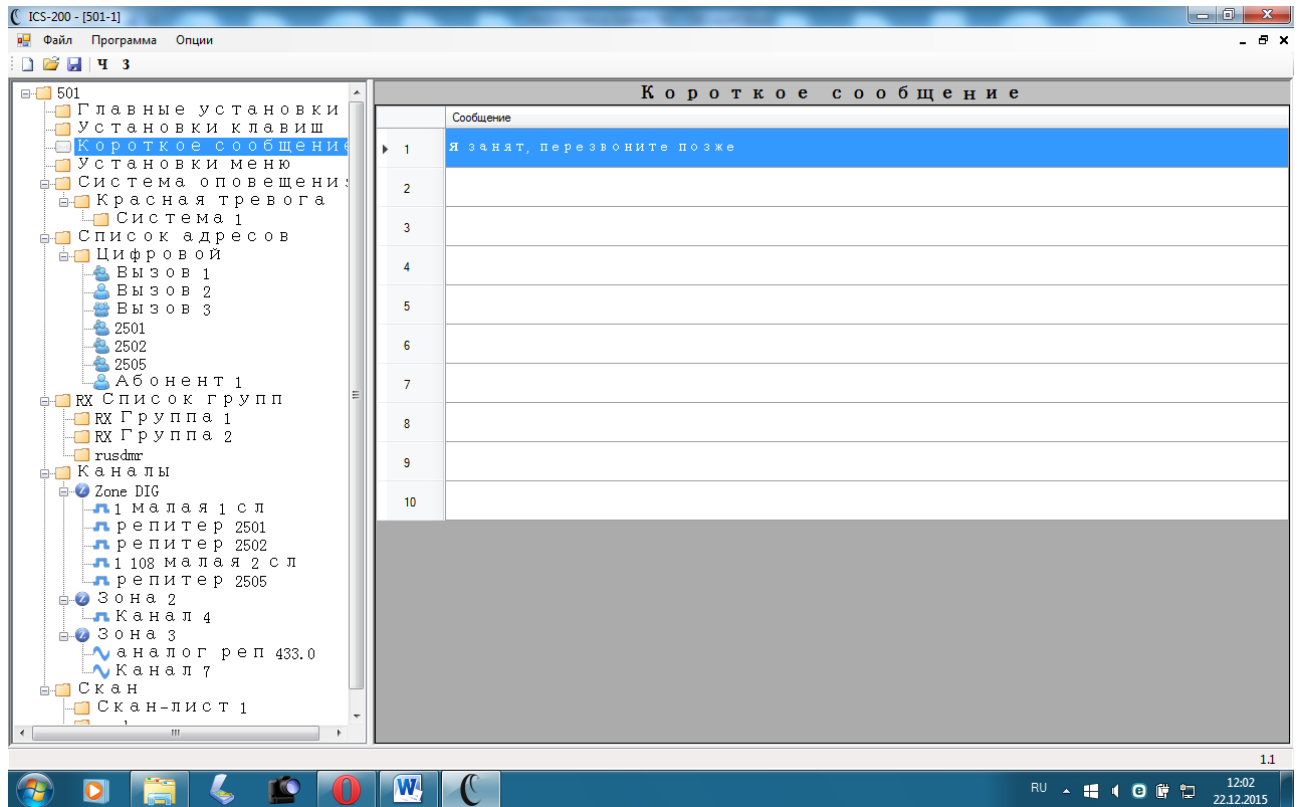 ICS-200 - [501-1]
Файл Программа Опции
Ч З
501
Главные установки
Установки клавиш
Короткое сообщение
Установки меню
Система оповещения
Красная тревога
Система 1
Список адресов
Цифровой
Вызов 1
Вызов 2
Вызов 3
2501
2502
2505
Абонент 1
RX Список групп
RX Группа 1
RX Группа 2
rusdmr
Каналы
Zone DIG
1 малая 1 сл
репитер 2501
репитер 2502
1 108 малая 2 сл
репитер 2505
Зона 2
Канал 4
Зона 3
аналог реп 433.0
Канал 7
Скан
Скан-лист 1
Короткое сообщение
Сообщение
1 Я занят, перезвоните позже
2
3
4
5
6
7
8
9
10
1.1
RU 12:02
22.12.2015